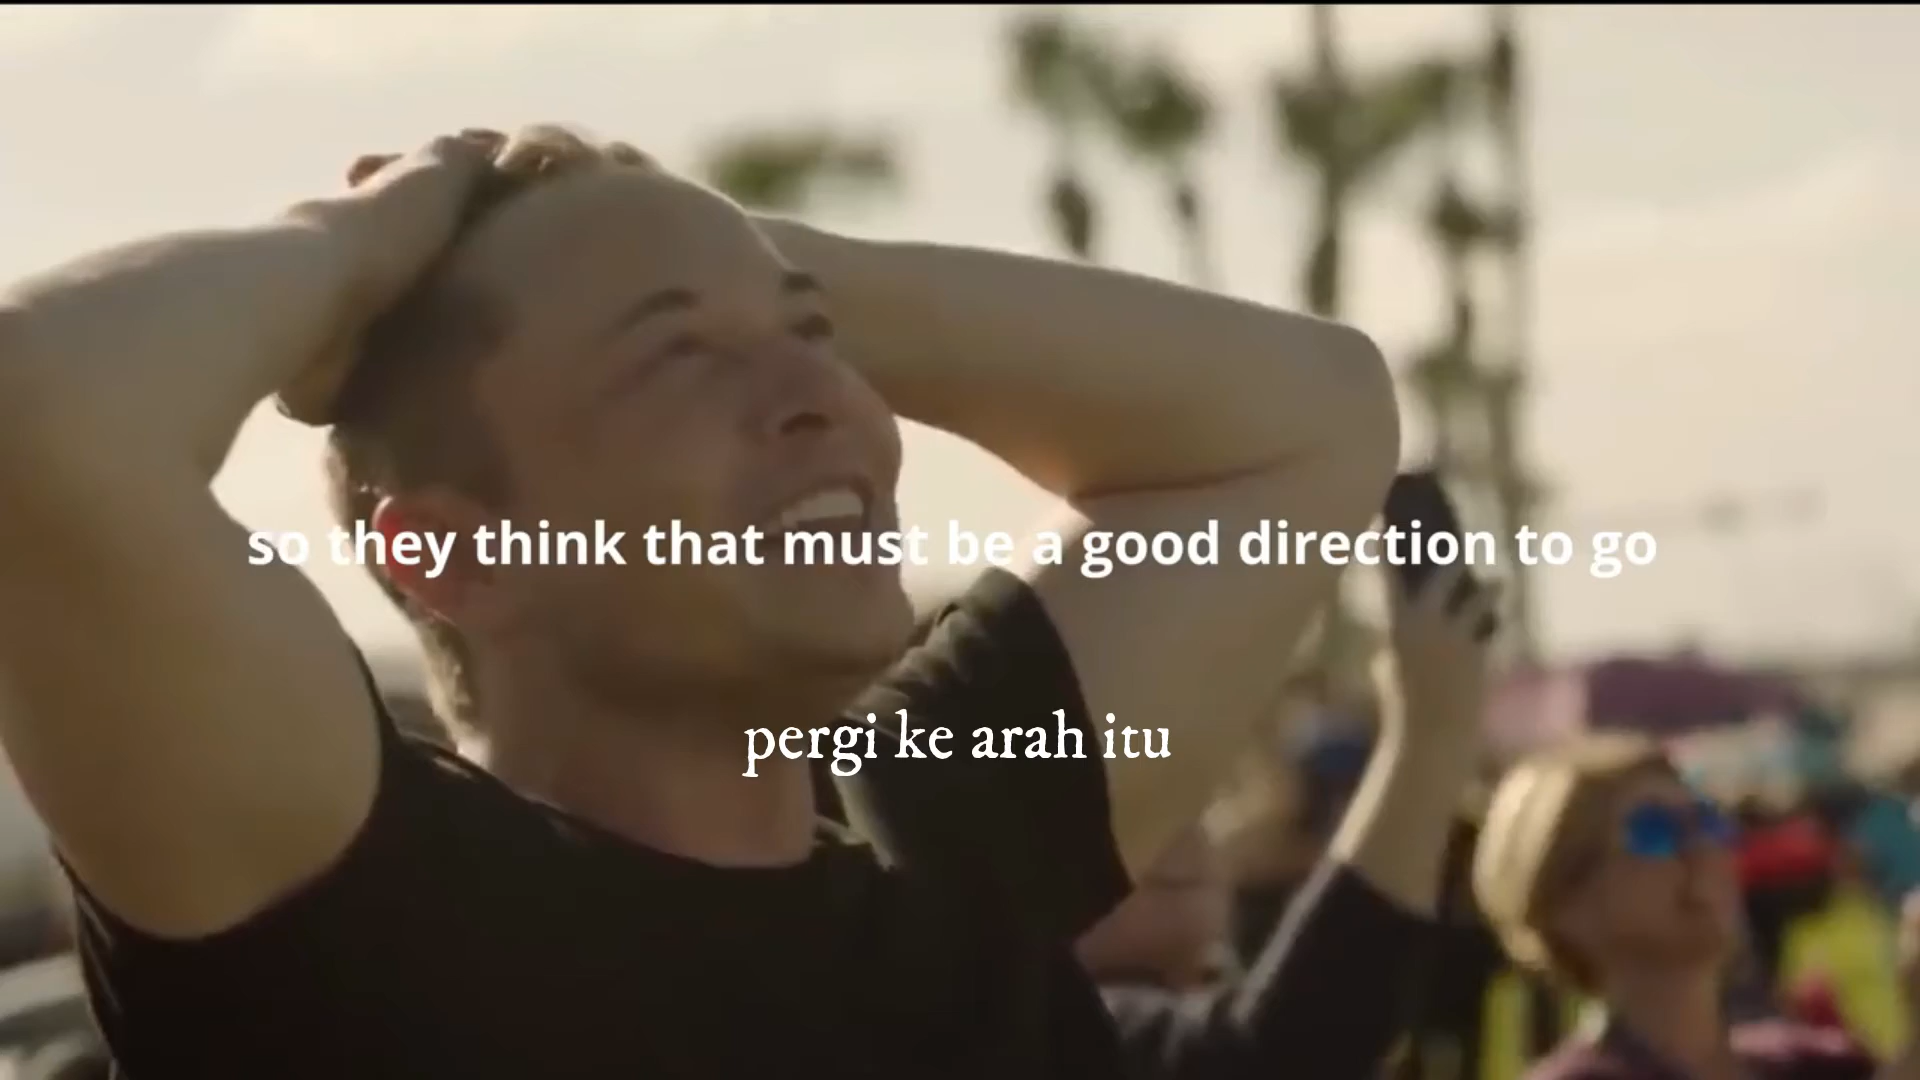 so they think that must be a good direction to go
pergi ke arah itu